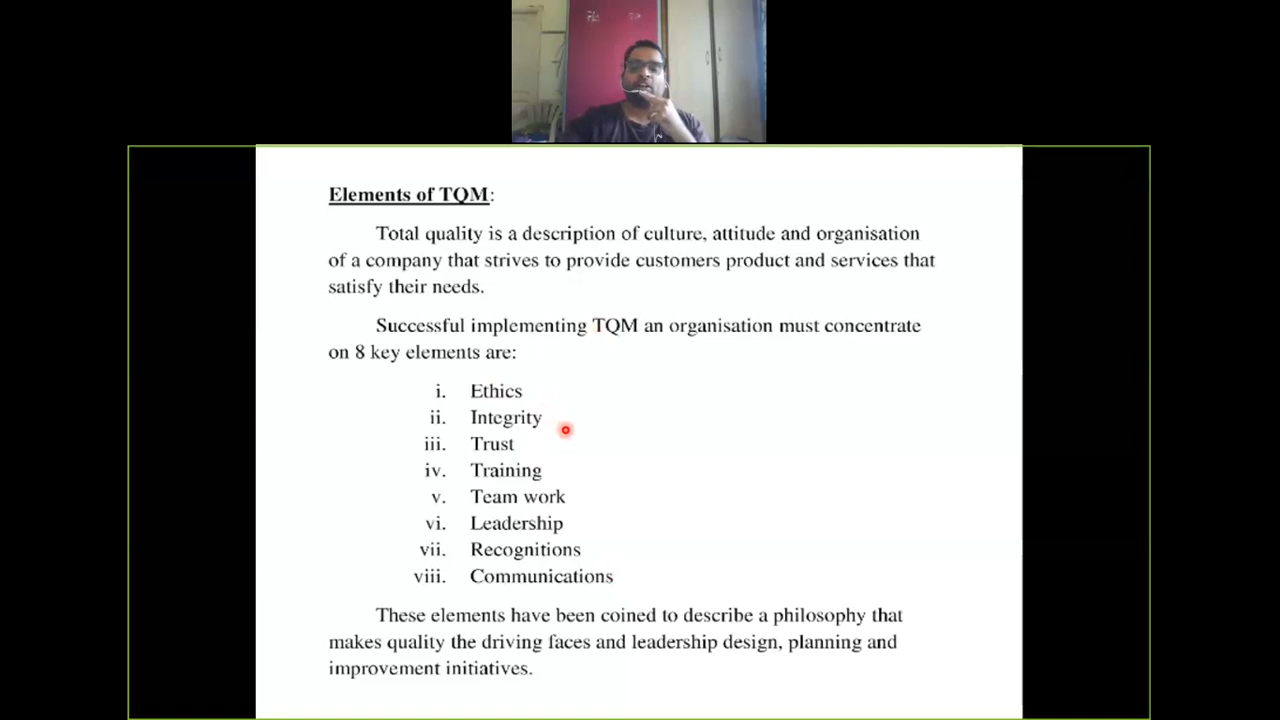 Elements of TQM:
Total quality is a description of culture, attitude and organisation
of a company that strives to provide customers product and services that
satisfy their needs.
Successful implementing TQM an organisation must concentrate
on 8 key elements are:
i. Ethics
ii. Integrity
iii. Trust
iv. Training
v. Team work
vi. Leadership
vii. Recognitions
viii. Communications
These elements have been coined to describe a philosophy that
makes quality the driving faces and leadership design, planning and
improvement initiatives.